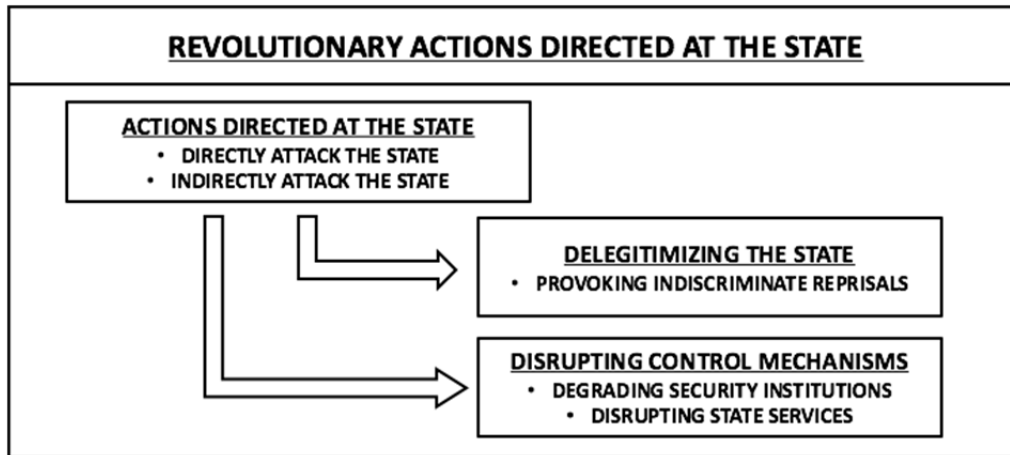 REVOLUTIONARY ACTIONS DIRECTED AT THE STATE
ACTIONS DIRECTED AT THE STATE
• DIRECTLY ATTACK THE STATE
• INDIRECTLY ATTACK THE STATE
DELEGITIMIZING THE STATE
• PROVOKING INDISCRIMINATE REPRISALS
DISRUPTING CONTROL MECHANISMS
• DEGRADING SECURITY INSTITUTIONS
• DISRUPTING STATE SERVICES